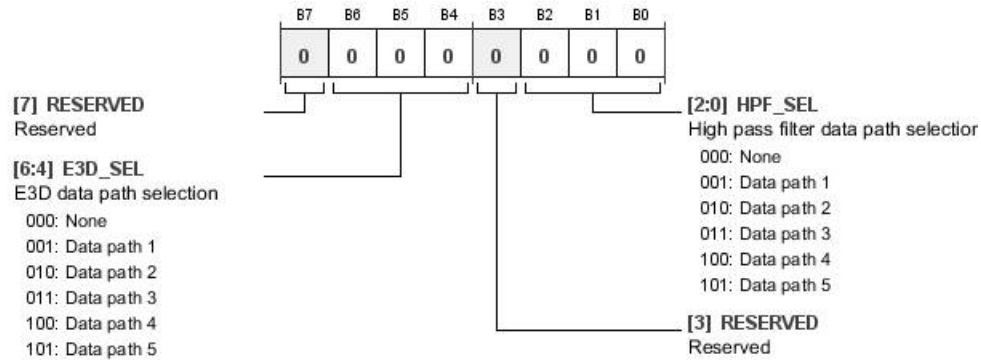 B7 B6 B5 B4 B3 B2 B1 B0
0 0 0 0 0 0 0 0
[7] RESERVED
Reserved
[6:4] E3D_SEL
E3D data path selection
000: None
001: Data path 1
010: Data path 2
011: Data path 3
100: Data path 4
101: Data path 5
[2:0] HPF_SEL
High pass filter data path selection
000: None
001: Data path 1
010: Data path 2
011: Data path 3
100: Data path 4
101: Data path 5
[3] RESERVED
Reserved